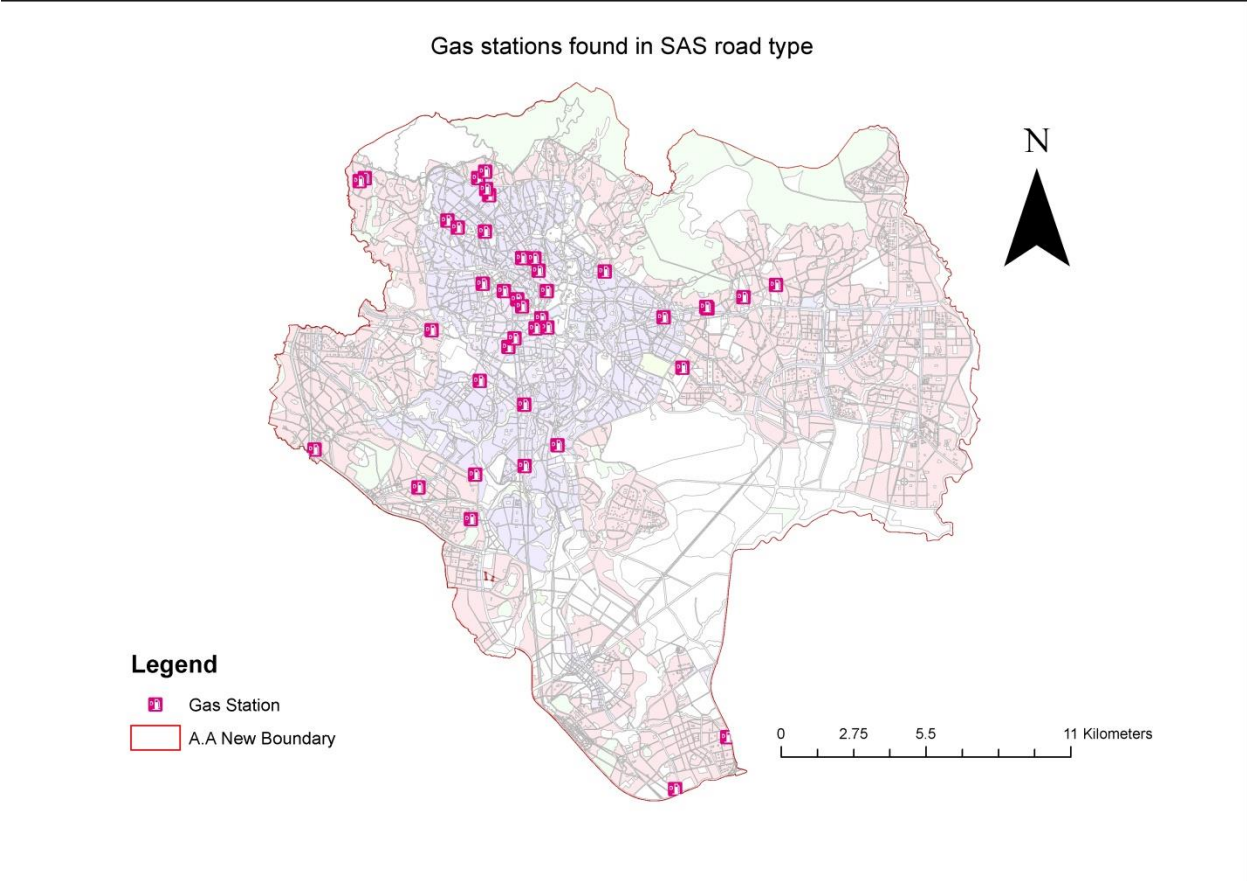 Gas stations found in SAS road type
N
Legend
Gas Station
A.A New Boundary
0 2.75 5.5 11 Kilometers